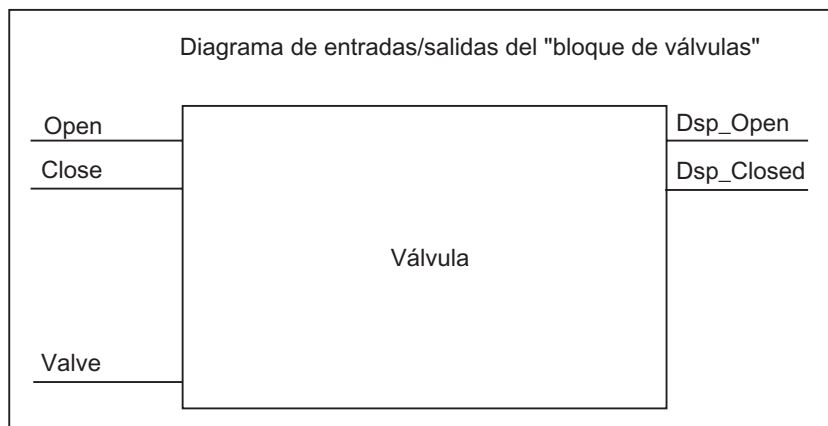 Diagrama de entradas/salidas del "bloque de válvulas"
Open
Dsp_Open
Close
Dsp_Closed
Válvula
Valve